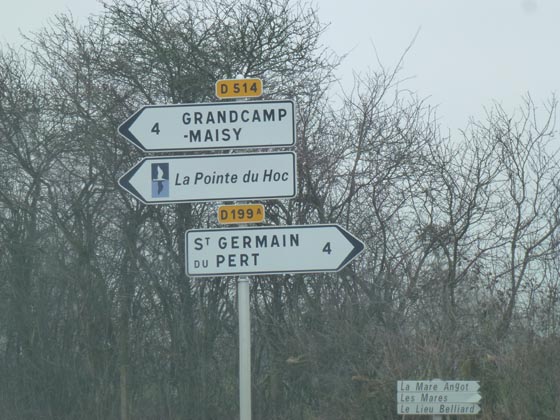 D 514
4 GRANDCAMP
-MAISY
La Pointe du Hoc
D 199 A
ST GERMAIN 4
DU PERT
La Mare Angot
Les Mares
Le Lieu Belliard